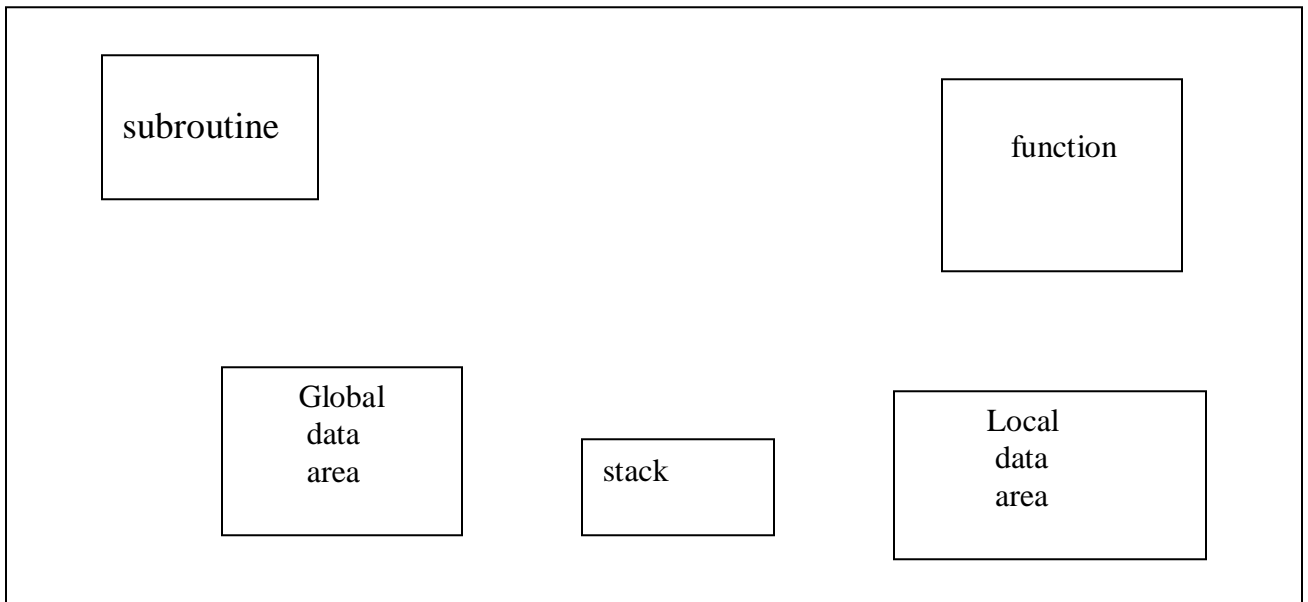 subroutine
function
Global
data
area
stack
Local
data
area